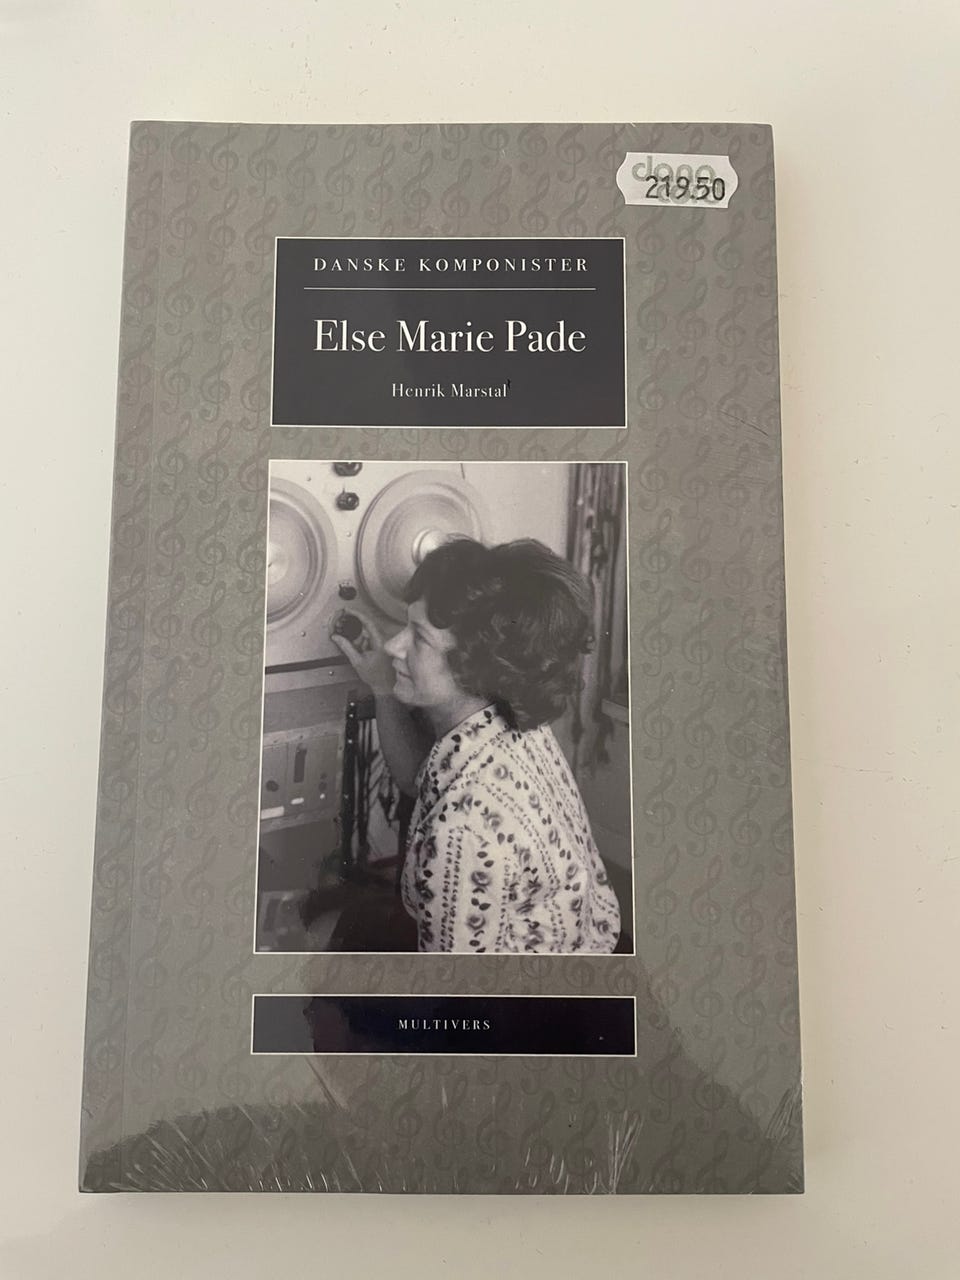 219.50
DANSKE KOMPONISTER
Else Marie Pade
Henrik Marstal
MULTIVERS